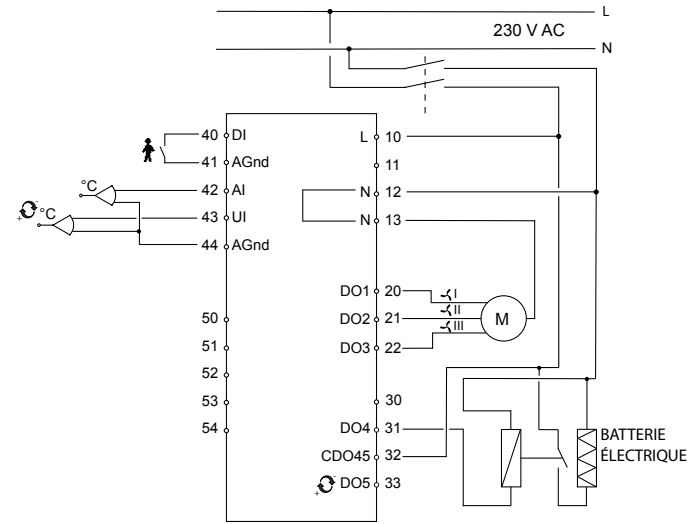 L
230 V AC
N
40 DI
L 10
41 AGnd
11
°C
42 AI
N 12
°C
43 UI
N 13
44 AGnd
DO1 20
I
50
DO2 21
II
M
51
DO3 22
III
52
53
30
54
DO4 31
BATTERIE
CDO45 32
ÉLECTRIQUE
DO5 33